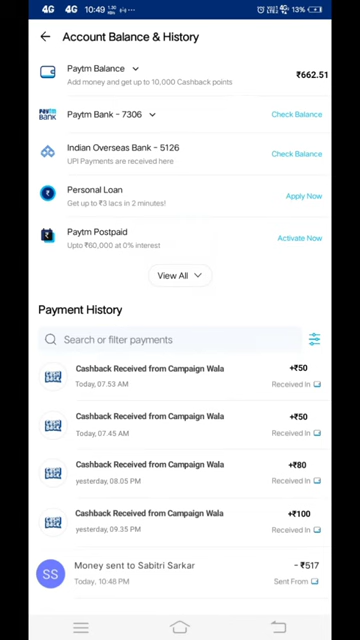 4G 4G 10:49 1.30 KB/S
13%
Account Balance & History
Paytm Balance
Add money and get up to 10,000 Cashback points
₹662.51
PAYTM BANK
Paytm Bank - 7306
Check Balance
Indian Overseas Bank - 5126
UPI Payments are received here
Check Balance
Personal Loan
Get up to ₹3 lacs in 2 minutes!
Apply Now
Paytm Postpaid
Upto ₹60,000 at 0% interest
Activate Now
View All
Payment History
Search or filter payments
Cashback Received from Campaign Wala
+₹50
Today, 07.53 AM
Received In
Cashback Received from Campaign Wala
+₹50
Today, 07.45 AM
Received In
Cashback Received from Campaign Wala
+₹80
yesterday, 08.05 PM
Received In
Cashback Received from Campaign Wala
+₹100
yesterday, 09.35 PM
Received In
SS
Money sent to Sabitri Sarkar
- ₹517
Today, 10:48 PM
Sent From